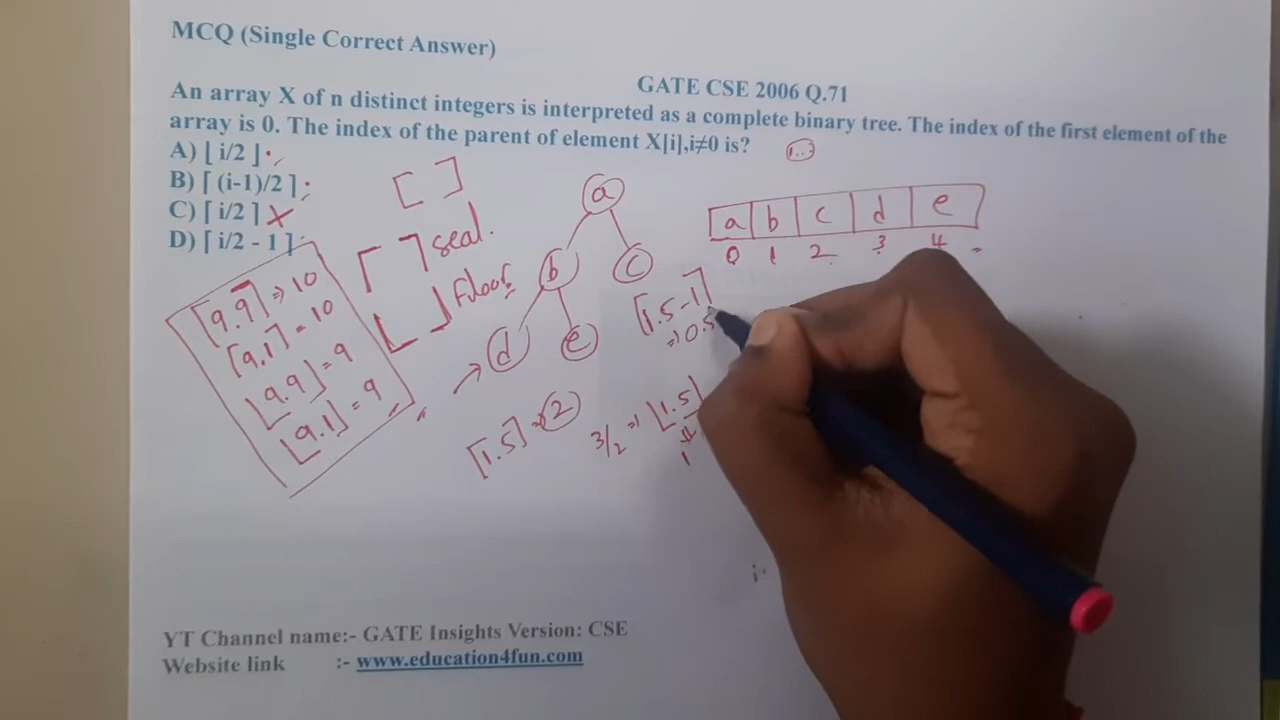 MCQ (Single Correct Answer)
GATE CSE 2006 Q.71
An array X of n distinct integers is interpreted as a complete binary tree. The index of the first element of the
array is 0. The index of the parent of element X[i],i≠0 is?
A) ⌊ i/2 ⌋
B) ⌈ (i-1)/2 ⌉
C) ⌈ i/2 ⌉ X
D) ⌈ i/2 - 1 ⌉
⌈ ⌉ seal.
⌊ ⌋ Floor
⌈9.9⌉ ⇒ 10
⌈9.1⌉ = 10
⌊9.9⌋ = 9
⌊9.1⌋ = 9
a
b c
d e
a b c d e
0 1 2 3 4
⌈1.5-1⌉
⇒ 0.5
⌈1.5⌉ ⇒ 2
3/2 ⇒ ⌊1.5⌋
1
YT Channel name:- GATE Insights Version: CSE
Website link :- www.education4fun.com